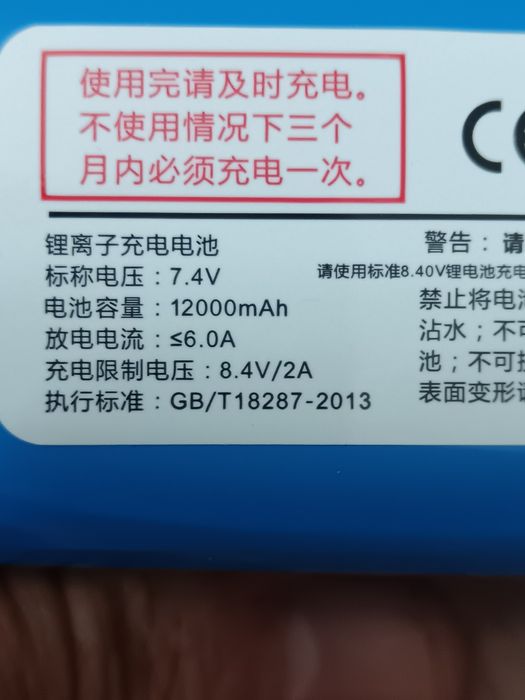 使用完请及时充电。
不使用情况下三个
月内必须充电一次。
CE
锂离子充电电池
标称电压：7.4V
电池容量：12000mAh
放电电流：≤6.0A
充电限制电压：8.4V/2A
执行标准：GB/T18287-2013
警告：请
请使用标准8.40V锂电池充电
禁止将电池
沾水；不可
池；不可
表面变形